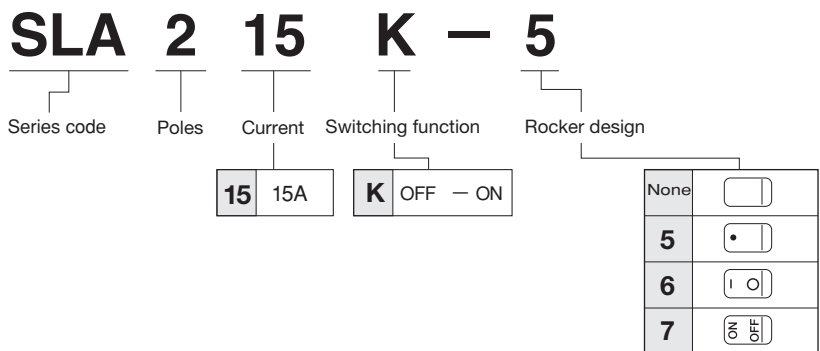 SLA 2 15 K — 5
Series code Poles Current Switching function Rocker design
15 15A K OFF — ON
None
5
6 I O
7 ON OFF